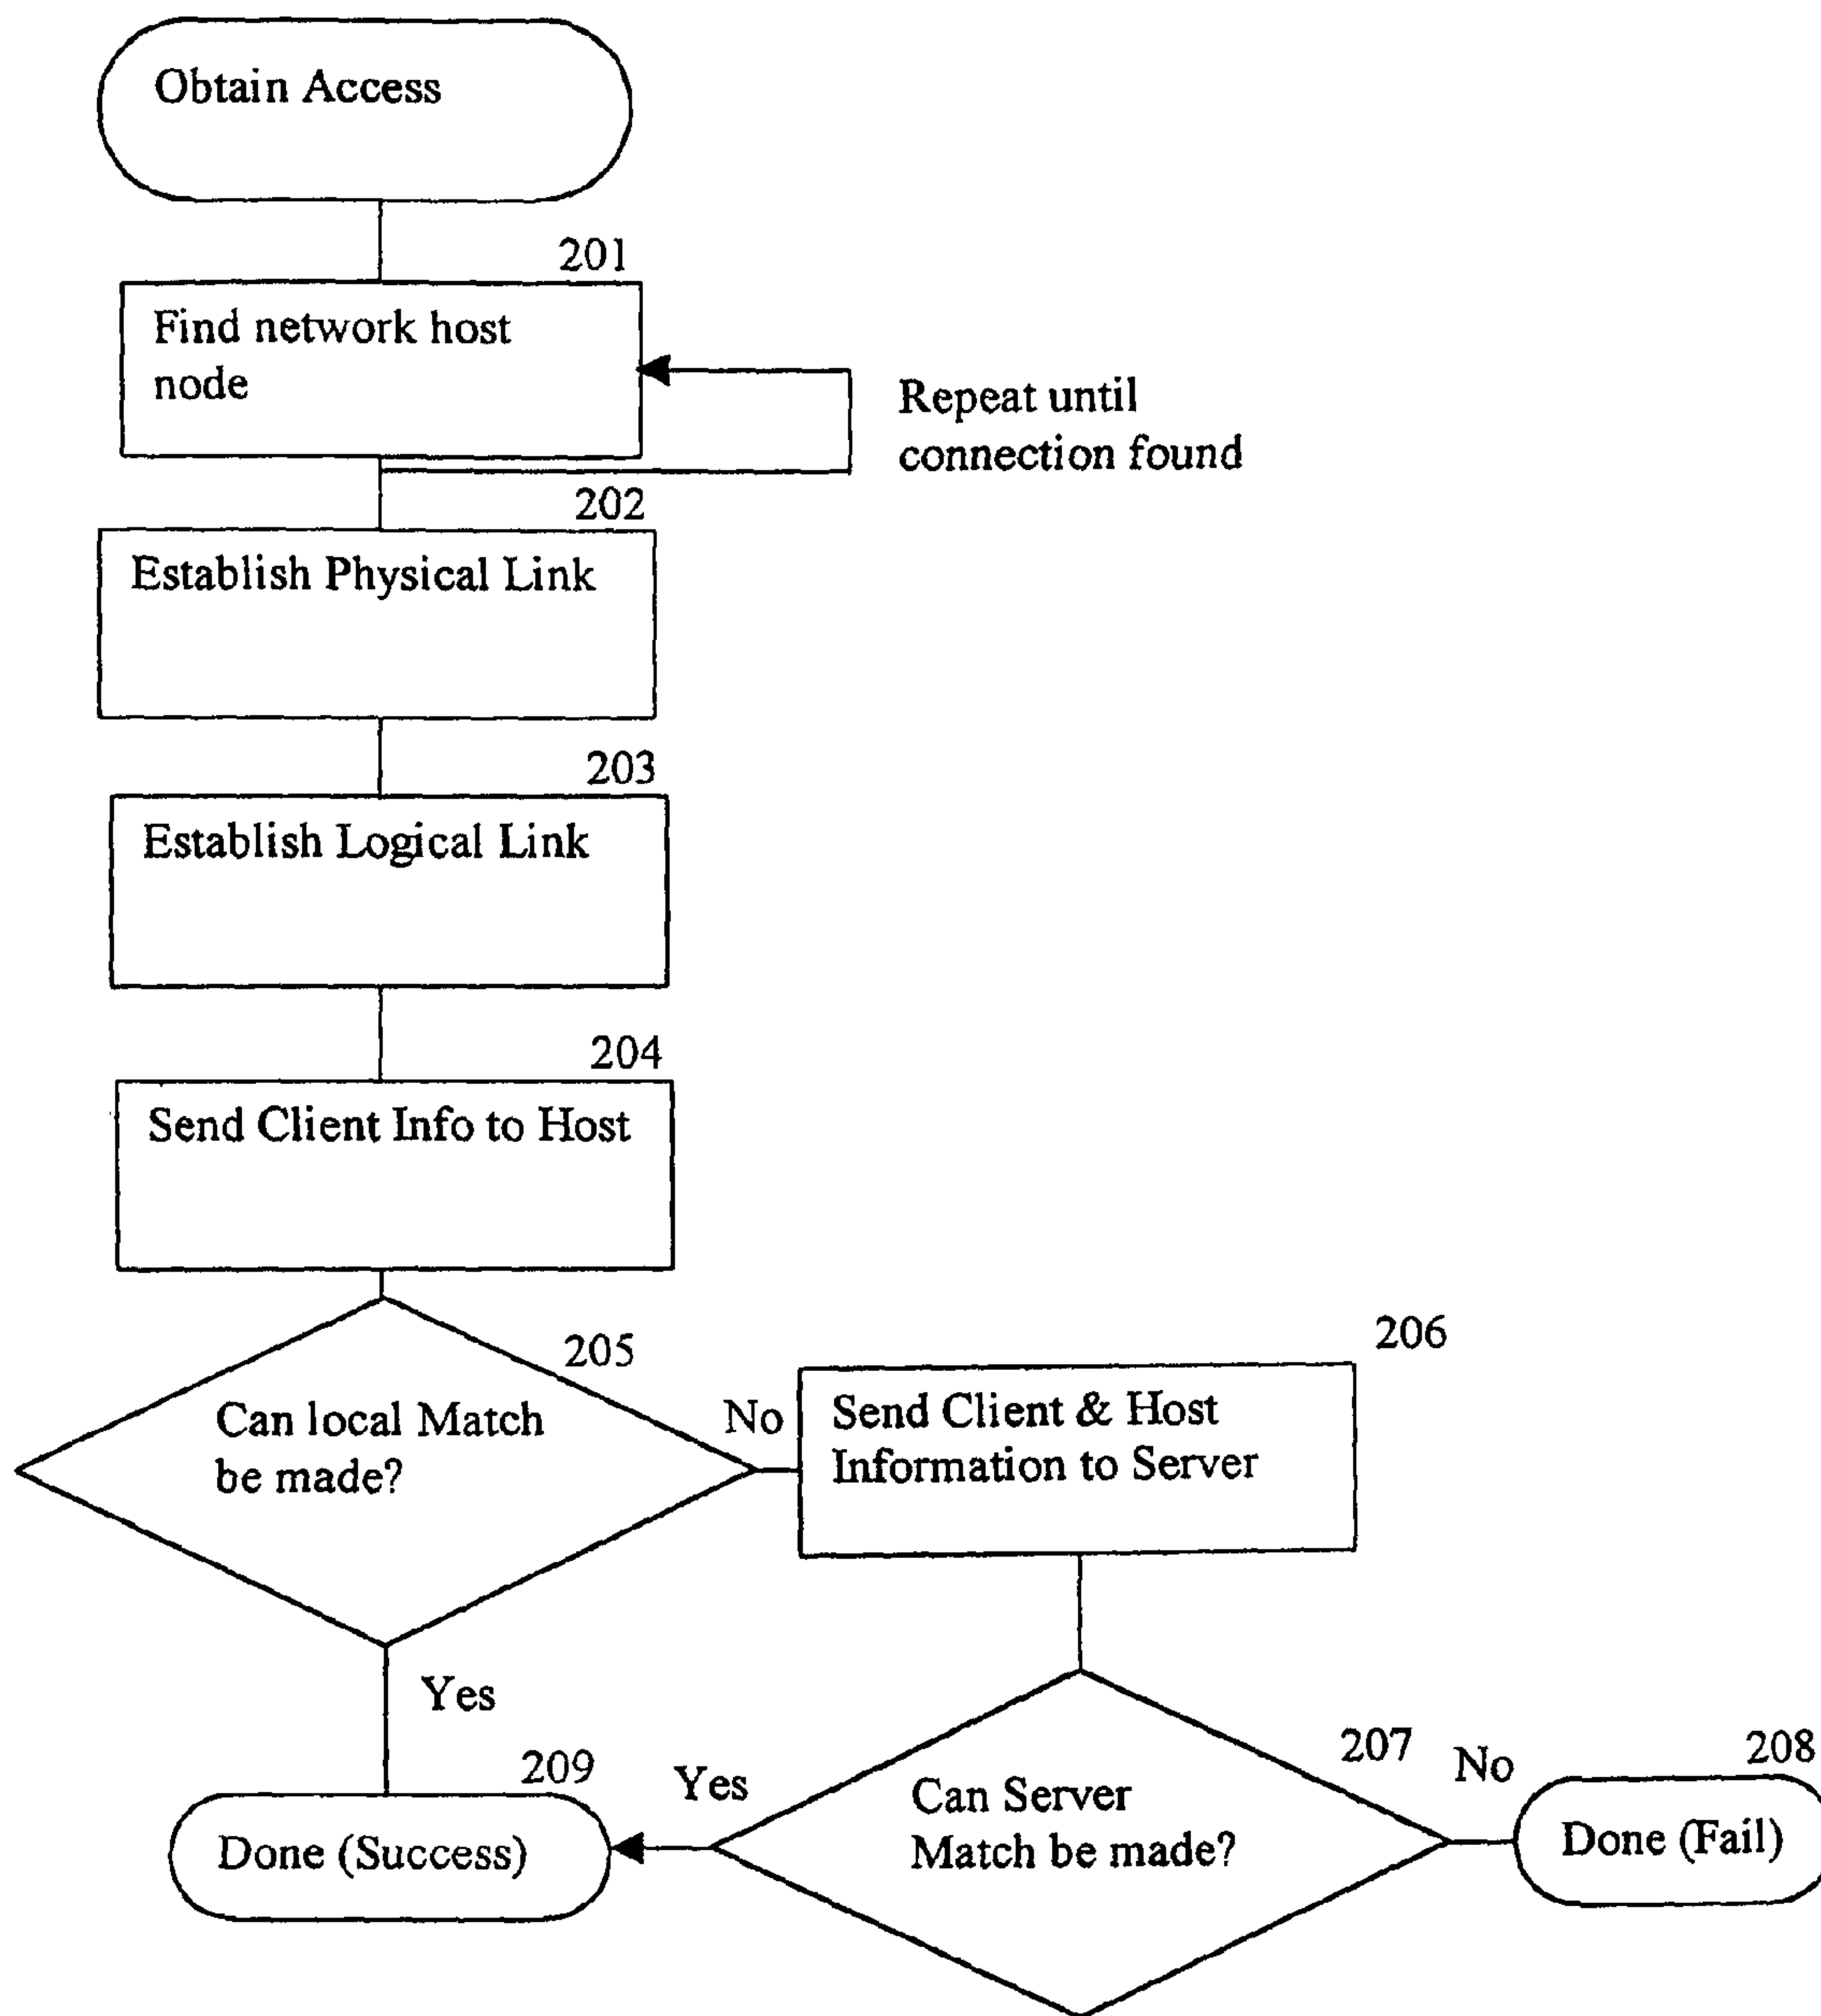 Obtain Access
201
Find network host
node
Repeat until
connection found
202
Establish Physical Link
203
Establish Logical Link
204
Send Client Info to Host
205
Can local Match
be made?
No
206
Send Client & Host
Information to Server
Yes
207
Can Server
Match be made?
Yes
No
208
Done (Fail)
209
Done (Success)